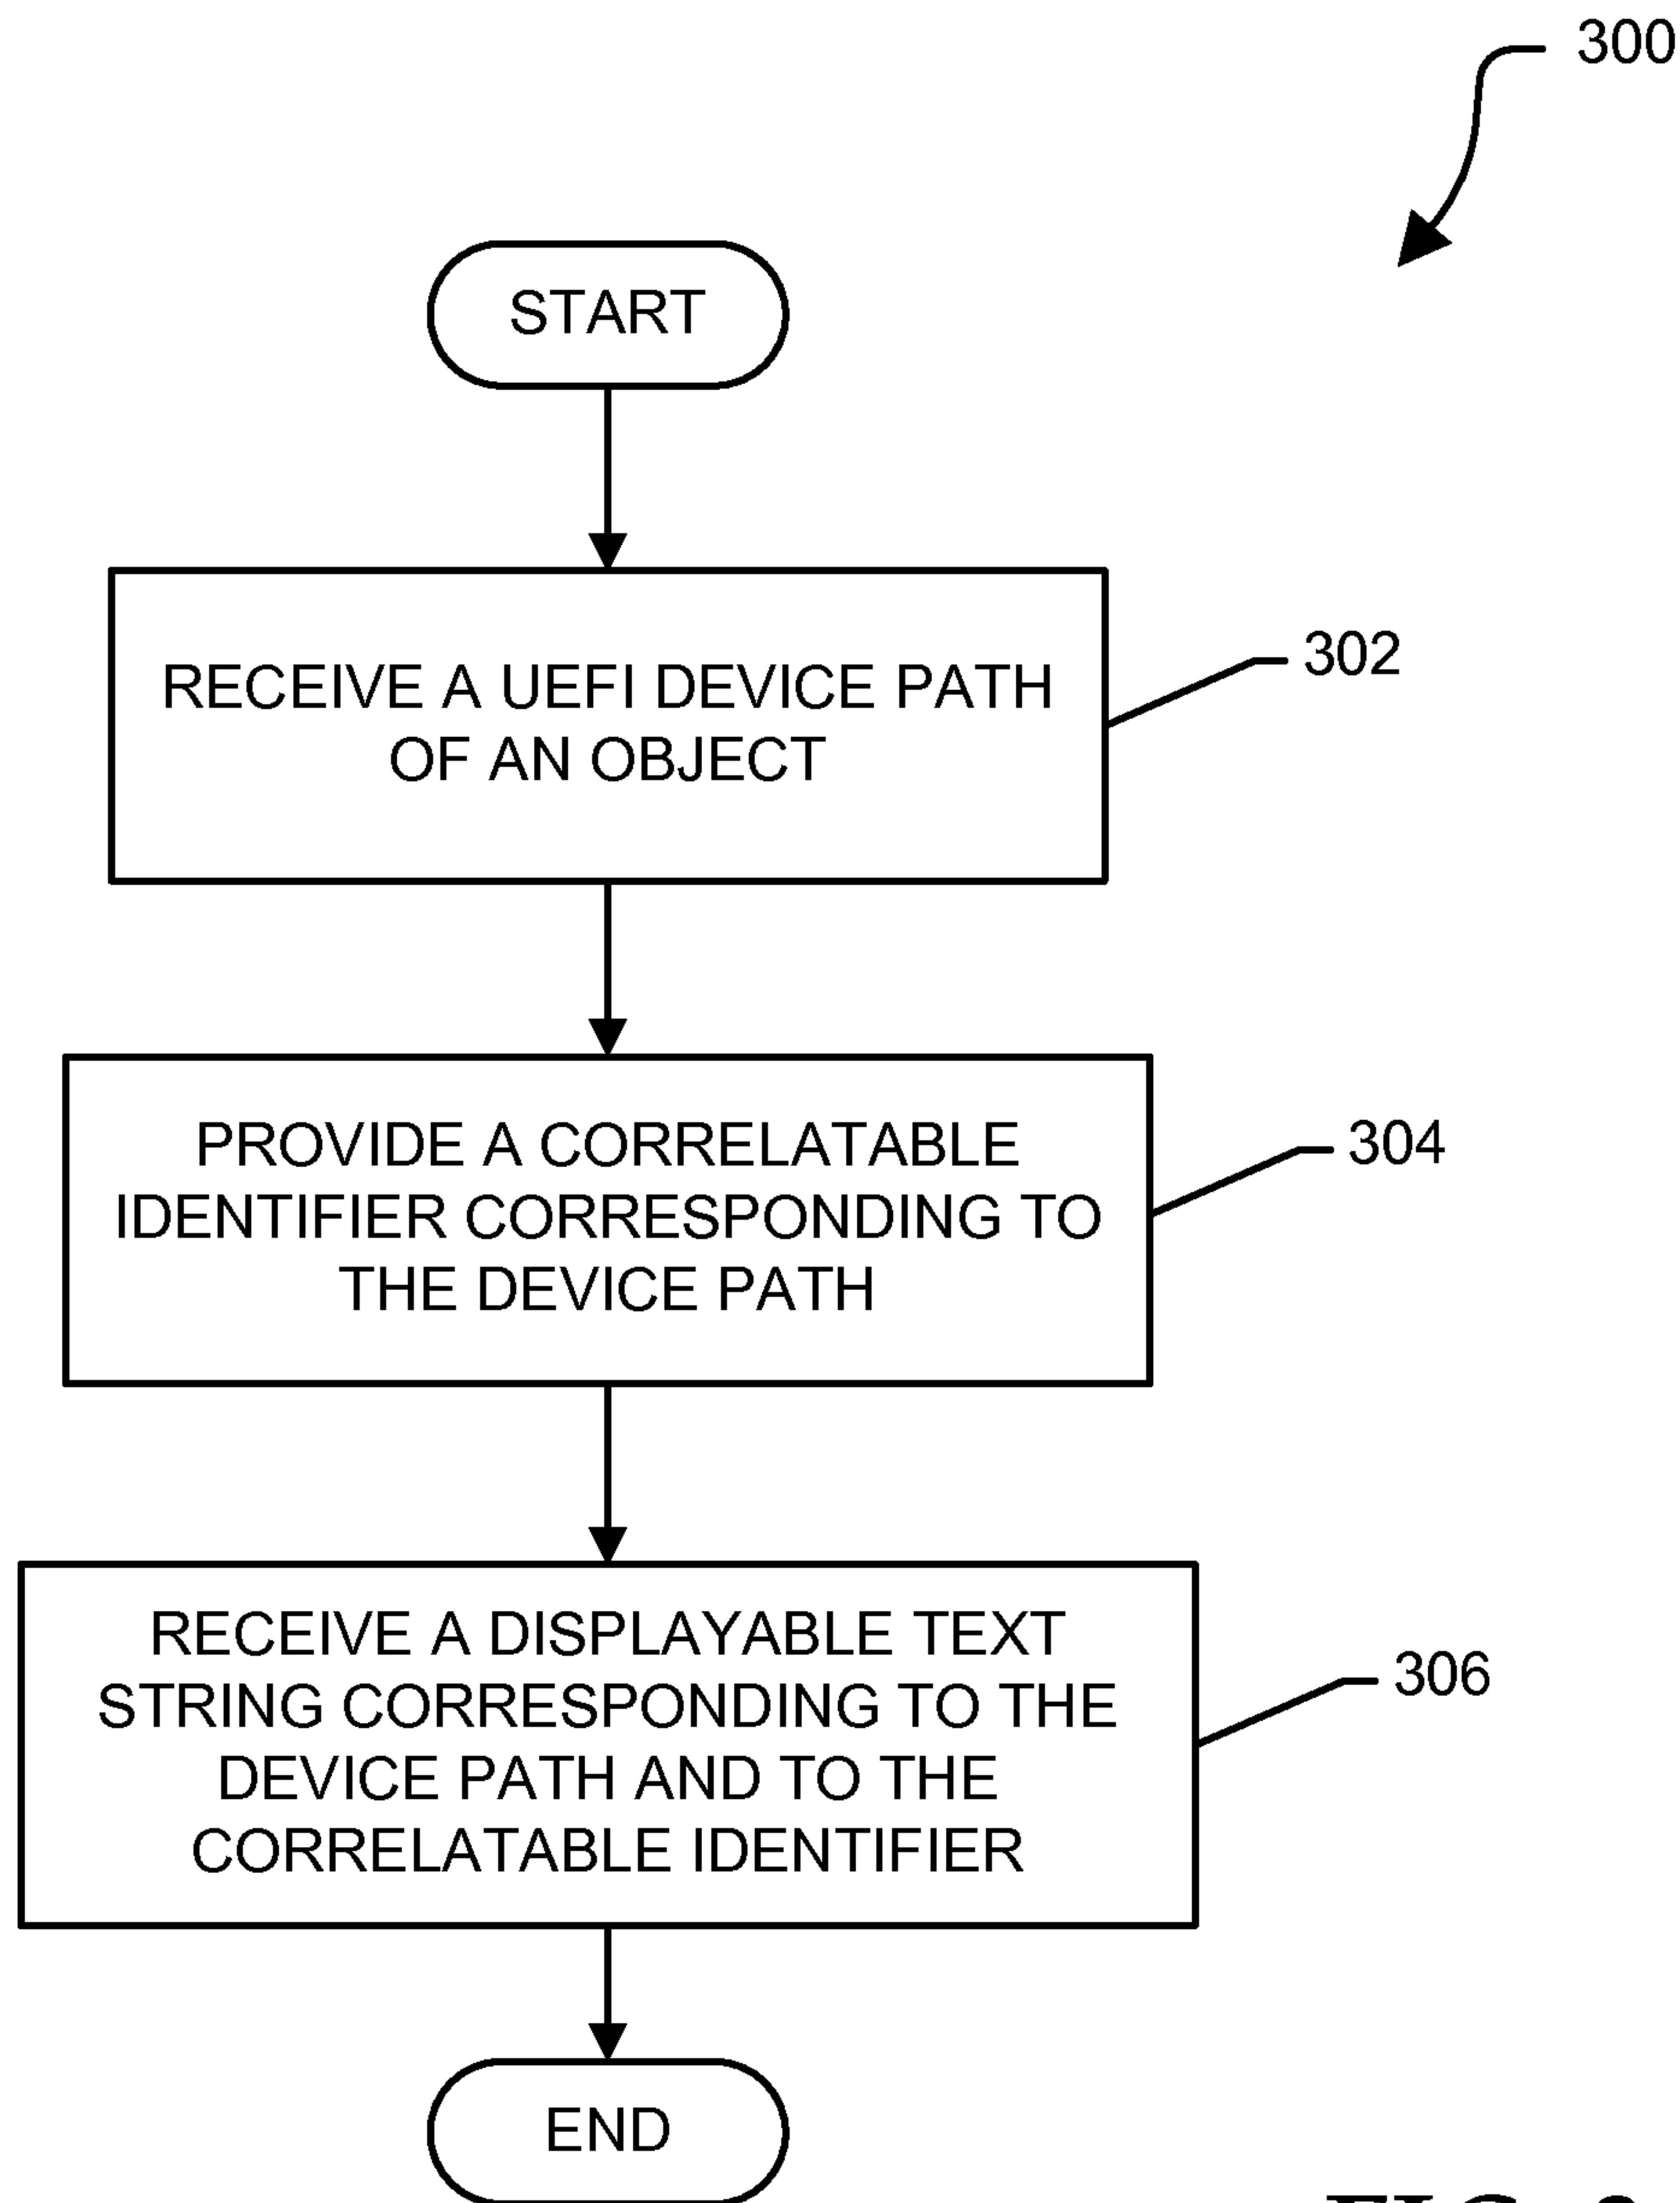 300
START
RECEIVE A UEFI DEVICE PATH
OF AN OBJECT
302
PROVIDE A CORRELATABLE
IDENTIFIER CORRESPONDING TO
THE DEVICE PATH
304
RECEIVE A DISPLAYABLE TEXT
STRING CORRESPONDING TO THE
DEVICE PATH AND TO THE
CORRELATABLE IDENTIFIER
306
END